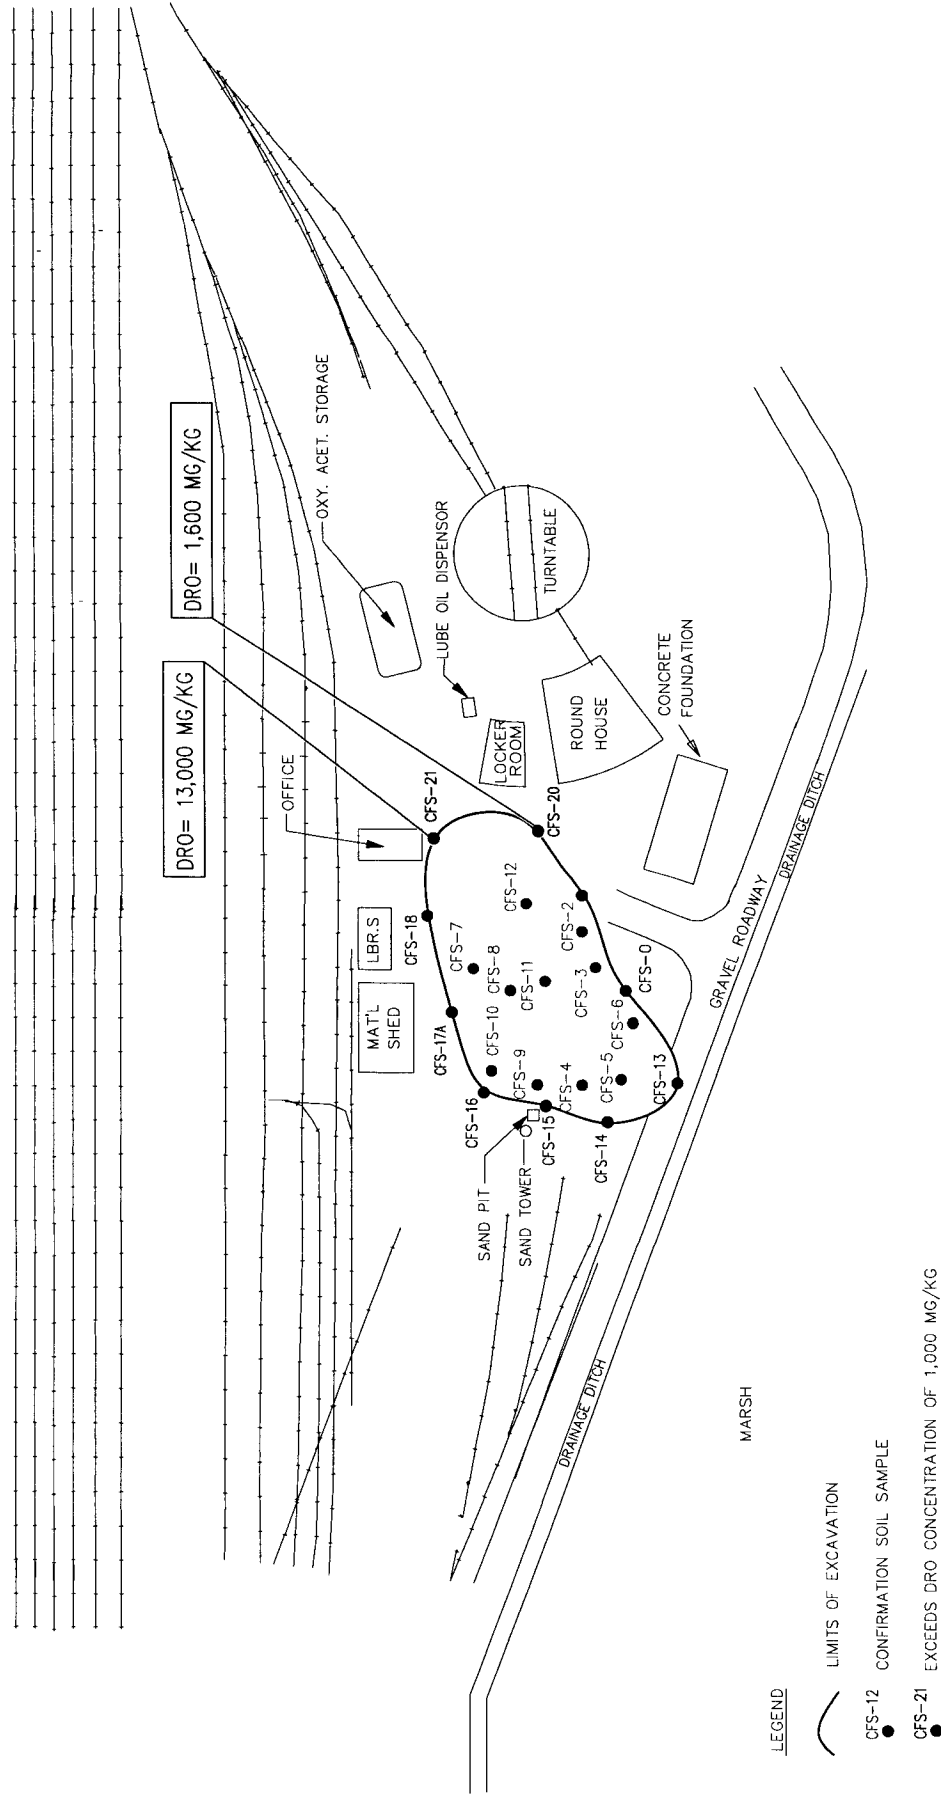 DRO= 13,000 MG/KG
DRO= 1,600 MG/KG
OXY. ACET. STORAGE
OFFICE
LUBE OIL DISPENSOR
LBR.S
MAT'L
SHED
LOCKER
ROOM
TURNTABLE
ROUND
HOUSE
CONCRETE
FOUNDATION
CFS-21
CFS-20
CFS-18
CFS-12
CFS-7
CFS-8
CFS-11
CFS-2
CFS-3
CFS-0
CFS-17A
CFS-10
CFS-9
CFS-4
CFS-5
CFS-6
CFS-16
CFS-15
CFS-14
CFS-13
SAND PIT
SAND TOWER
GRAVEL ROADWAY
DRAINAGE DITCH
DRAINAGE DITCH
MARSH
LEGEND
LIMITS OF EXCAVATION
CFS-12
CONFIRMATION SOIL SAMPLE
CFS-21
EXCEEDS DRO CONCENTRATION OF 1,000 MG/KG